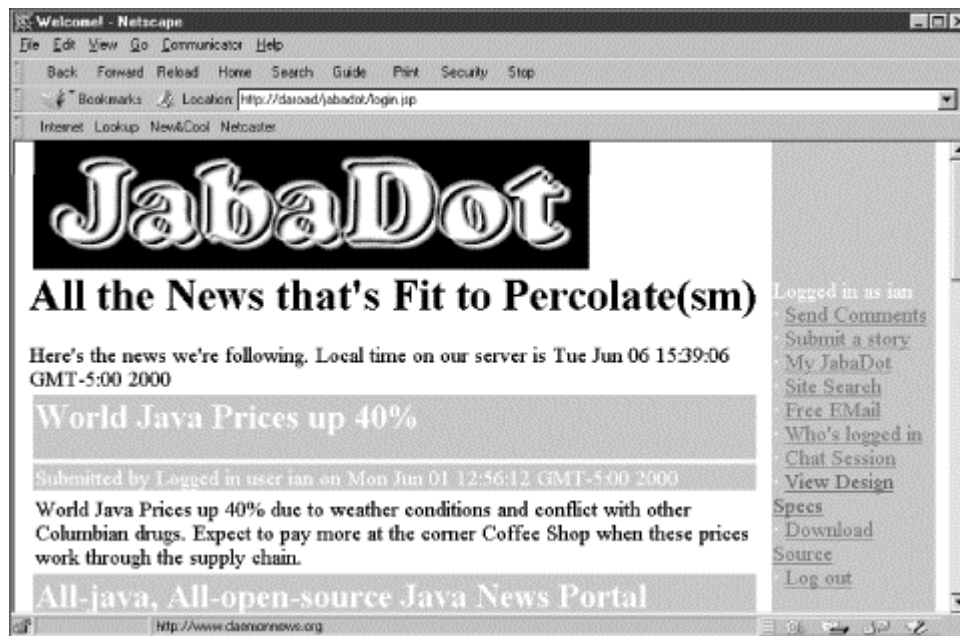 Welcome! - Netscape
File Edit View Go Communicator Help
Back Forward Reload Home Search Guide Print Security Stop
Bookmarks Location: http://daroad/jabadot/login.jsp
Internet Lookup New&Cool Netcaster
JabaDot
All the News that's Fit to Percolate(sm)
Here's the news we're following. Local time on our server is Tue Jun 06 15:39:06
GMT-5:00 2000
World Java Prices up 40%
Submitted by Logged in user ian on Mon Jun 01 12:56:12 GMT-5:00 2000
World Java Prices up 40% due to weather conditions and conflict with other
Columbian drugs. Expect to pay more at the corner Coffee Shop when these prices
work through the supply chain.
All-java, All-open-source Java News Portal
Logged in as ian
· Send Comments
· Submit a story
· My JabaDot
· Site Search
· Free EMail
· Who's logged in
· Chat Session
· View Design
Specs
· Download
Source
· Log out
http://www.daemonnews.org